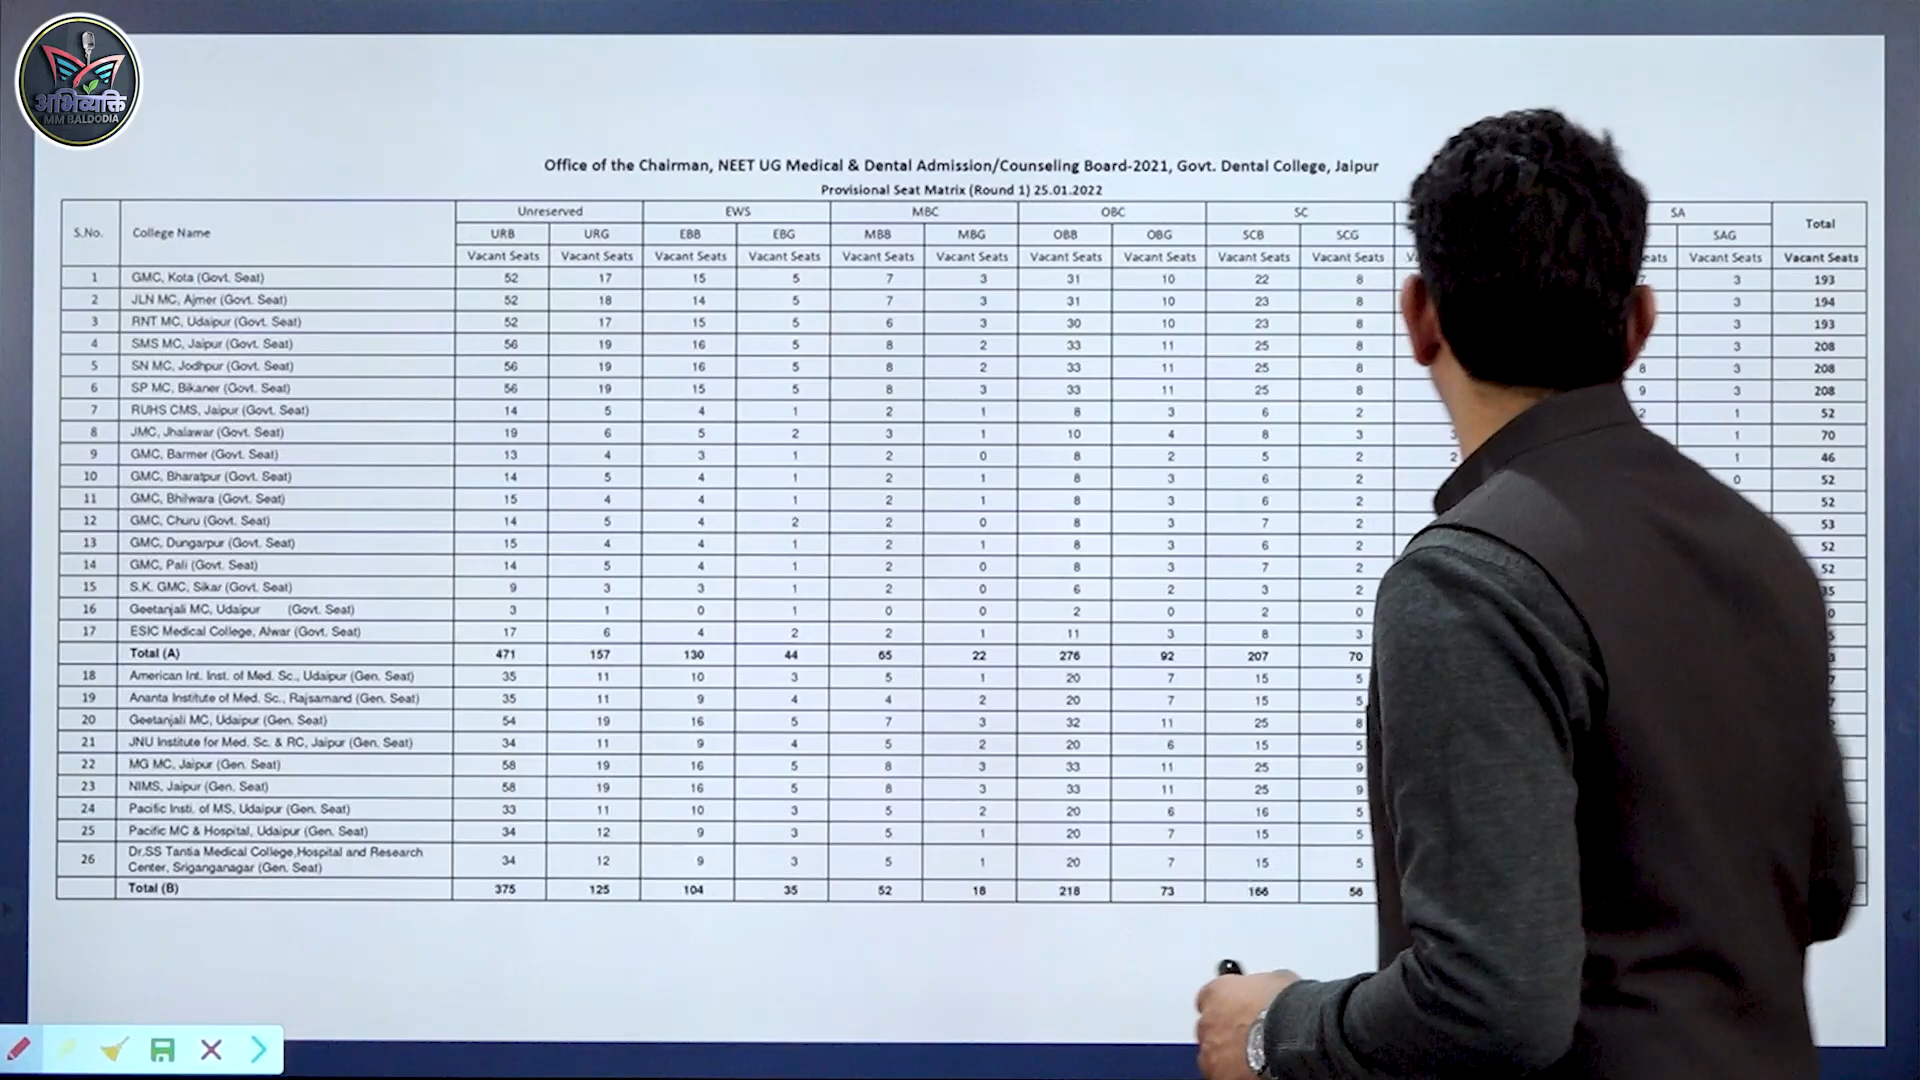 अभिव्यक्ति
MM BALDODIA
Office of the Chairman, NEET UG Medical & Dental Admission/Counseling Board-2021, Govt. Dental College, Jaipur
Provisional Seat Matrix (Round 1) 25.01.2022
S.No. College Name Unreserved EWS MBC OBC SC SA Total
URB URG EBB EBG MBB MBG OBB OBG SCB SCG SAG
Vacant Seats Vacant Seats Vacant Seats Vacant Seats Vacant Seats Vacant Seats Vacant Seats Vacant Seats Vacant Seats Vacant Seats Vacant Seats Vacant Seats
1 GMC, Kota (Govt. Seat) 52 17 15 5 7 3 31 10 22 8 3 193
2 JLN MC, Ajmer (Govt. Seat) 52 18 14 5 7 3 31 10 23 8 3 194
3 RNT MC, Udaipur (Govt. Seat) 52 17 15 5 6 3 30 10 23 8 3 193
4 SMS MC, Jaipur (Govt. Seat) 56 19 16 5 8 2 33 11 25 8 3 208
5 SN MC, Jodhpur (Govt. Seat) 56 19 16 5 8 2 33 11 25 8 8 3 208
6 SP MC, Bikaner (Govt. Seat) 56 19 15 5 8 3 33 11 25 8 9 3 208
7 RUHS CMS, Jaipur (Govt. Seat) 14 5 4 1 2 1 8 3 6 2 2 1 52
8 JMC, Jhalawar (Govt. Seat) 19 6 5 2 3 1 10 4 8 3 1 70
9 GMC, Barmer (Govt. Seat) 13 4 3 1 2 0 8 2 5 2 2 1 46
10 GMC, Bharatpur (Govt. Seat) 14 5 4 1 2 1 8 3 6 2 0 52
11 GMC, Bhilwara (Govt. Seat) 15 4 4 1 2 1 8 3 6 2 52
12 GMC, Churu (Govt. Seat) 14 5 4 2 2 0 8 3 7 2 53
13 GMC, Dungarpur (Govt. Seat) 15 4 4 1 2 1 8 3 6 2 52
14 GMC, Pali (Govt. Seat) 14 5 4 1 2 0 8 3 7 2 52
15 S.K. GMC, Sikar (Govt. Seat) 9 3 3 1 2 0 6 2 3 2
16 Geetanjali MC, Udaipur (Govt. Seat) 3 1 0 1 0 0 2 0 2 0
17 ESIC Medical College, Alwar (Govt. Seat) 17 6 4 2 2 1 11 3 8 3
Total (A) 471 157 130 44 65 22 276 92 207 70
18 American Int. Inst. of Med. Sc., Udaipur (Gen. Seat) 35 11 10 3 5 1 20 7 15 5
19 Ananta Institute of Med. Sc., Rajsamand (Gen. Seat) 35 11 9 4 4 2 20 7 15 5
20 Geetanjali MC, Udaipur (Gen. Seat) 54 19 16 5 7 3 32 11 25 8
21 JNU Institute for Med. Sc. & RC, Jaipur (Gen. Seat) 34 11 9 4 5 2 20 6 15 5
22 MG MC, Jaipur (Gen. Seat) 58 19 16 5 8 3 33 11 25 9
23 NIMS, Jaipur (Gen. Seat) 58 19 16 5 8 3 33 11 25 9
24 Pacific Insti. of MS, Udaipur (Gen. Seat) 33 11 10 3 5 2 20 6 16 5
25 Pacific MC & Hospital, Udaipur (Gen. Seat) 34 12 9 3 5 1 20 7 15 5
26 Dr.SS Tantia Medical College,Hospital and Research
Center, Sriganganagar (Gen. Seat) 34 12 9 3 5 1 20 7 15 5
Total (B) 375 125 104 35 52 18 218 73 166 56